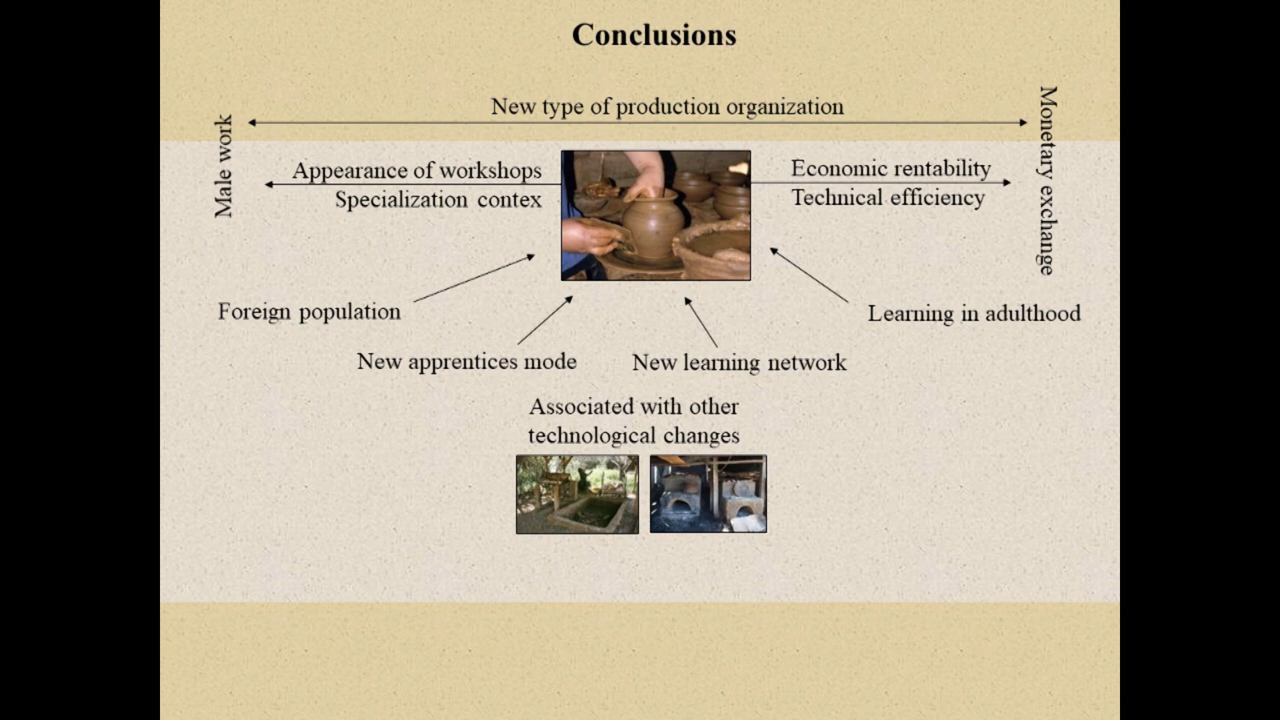 Conclusions
New type of production organization
Male work
Monetary exchange
Appearance of workshops
Specialization contex
Economic rentability
Technical efficiency
Foreign population
Learning in adulthood
New apprentices mode
New learning network
Associated with other
technological changes